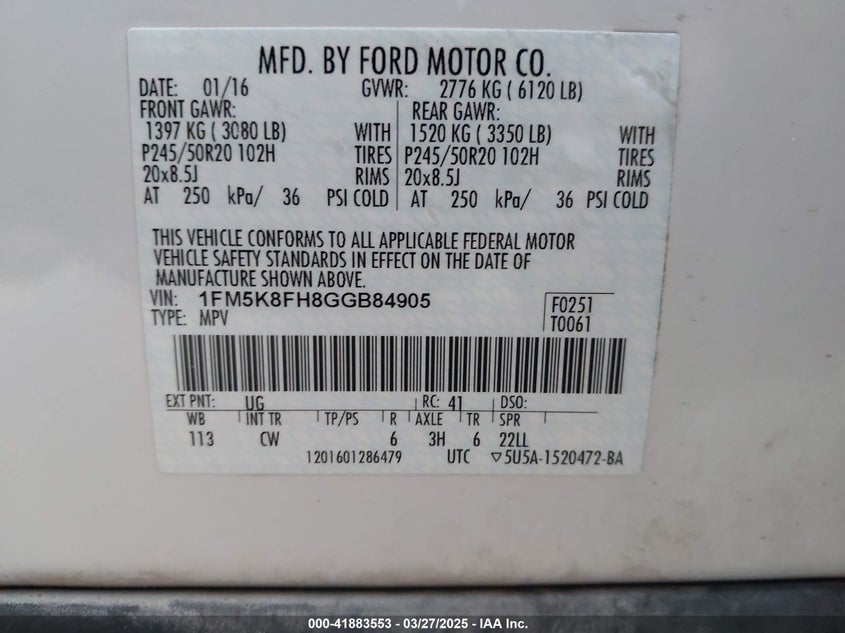 MFD. BY FORD MOTOR CO.
DATE: 01/16 GVWR: 2776 KG ( 6120 LB)
FRONT GAWR: REAR GAWR:
1397 KG ( 3080 LB) WITH 1520 KG ( 3350 LB) WITH
P245/50R20 102H TIRES P245/50R20 102H TIRES
20x8.5J RIMS 20x8.5J RIMS
AT 250 kPa/ 36 PSI COLD AT 250 kPa/ 36 PSI COLD
THIS VEHICLE CONFORMS TO ALL APPLICABLE FEDERAL MOTOR
VEHICLE SAFETY STANDARDS IN EFFECT ON THE DATE OF
MANUFACTURE SHOWN ABOVE.
VIN: 1FM5K8FH8GGB84905 F0251
TYPE: MPV T0061
EXT PNT: UG RC: 41 DSO:
WB INT TR TP/PS R AXLE TR SPR
113 CW 6 3H 6 22LL
1201601286479 UTC ▽5U5A-1520472-BA
000-41883553 — 03/27/2025 — IAA Inc.